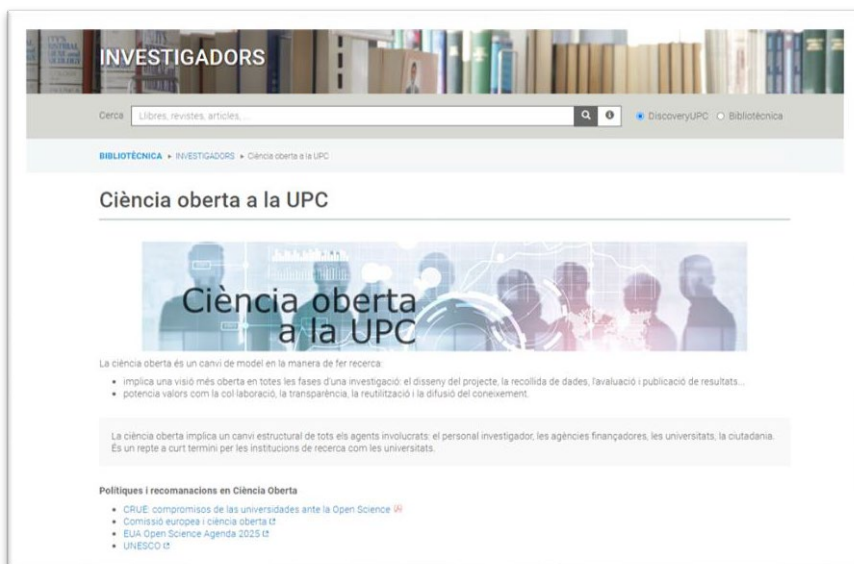 INVESTIGADORS
Cerca
Llibres, revistes, articles, ...
DiscoveryUPC
Bibliotècnica
BIBLIOTÈCNICA ▸ INVESTIGADORS ▸ Ciència oberta a la UPC
Ciència oberta a la UPC
Ciència oberta
a la UPC
La ciència oberta és un canvi de model en la manera de fer recerca:
implica una visió més oberta en totes les fases d'una investigació: el disseny del projecte, la recollida de dades, l'avaluació i publicació de resultats...
potencia valors com la col·laboració, la transparència, la reutilització i la difusió del coneixement.
La ciència oberta implica un canvi estructural de tots els agents involucrats: el personal investigador, les agències finançadores, les universitats, la ciutadania.
És un repte a curt termini per les institucions de recerca com les universitats.
Polítiques i recomanacions en Ciència Oberta
CRUE: compromisos de las universidades ante la Open Science
Comissió europea i ciència oberta
EUA Open Science Agenda 2025
UNESCO